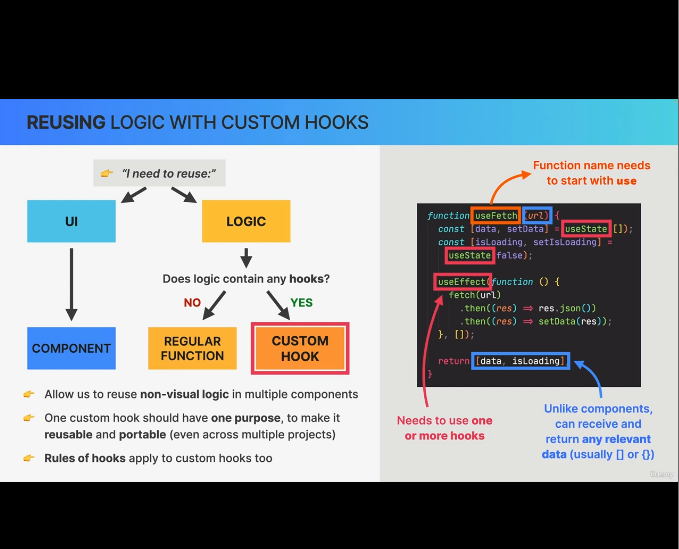 REUSING LOGIC WITH CUSTOM HOOKS
👉 "I need to reuse:"
UI
LOGIC
Does logic contain any hooks?
NO
YES
COMPONENT
REGULAR
FUNCTION
CUSTOM
HOOK
👉 Allow us to reuse non-visual logic in multiple components
👉 One custom hook should have one purpose, to make it
reusable and portable (even across multiple projects)
👉 Rules of hooks apply to custom hooks too
Function name needs
to start with use
function useFetch (url) {
const [data, setData] = useState([]);
const [isLoading, setIsLoading] =
useState(false);
useEffect(function () {
fetch(url)
.then((res) ⇒ res.json())
.then((res) ⇒ setData(res));
}, []);
return [data, isLoading]
}
Needs to use one
or more hooks
Unlike components,
can receive and
return any relevant
data (usually [] or {})